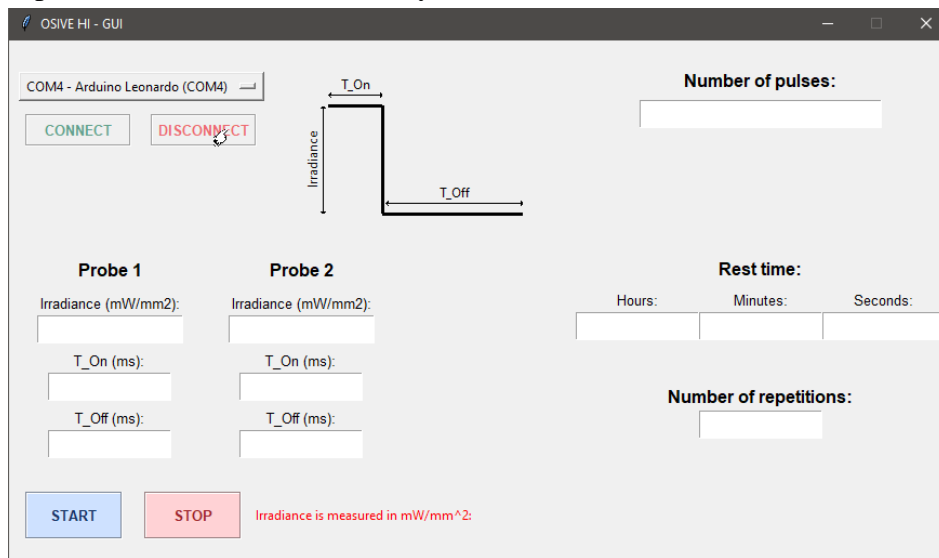 OSIVE HI - GUI
COM4 - Arduino Leonardo (COM4)
CONNECT
DISCONNECT
T_On
Irradiance
T_Off
Number of pulses:
Probe 1
Irradiance (mW/mm2):
T_On (ms):
T_Off (ms):
Probe 2
Irradiance (mW/mm2):
T_On (ms):
T_Off (ms):
Rest time:
Hours:
Minutes:
Seconds:
Number of repetitions:
START
STOP
Irradiance is measured in mW/mm^2: